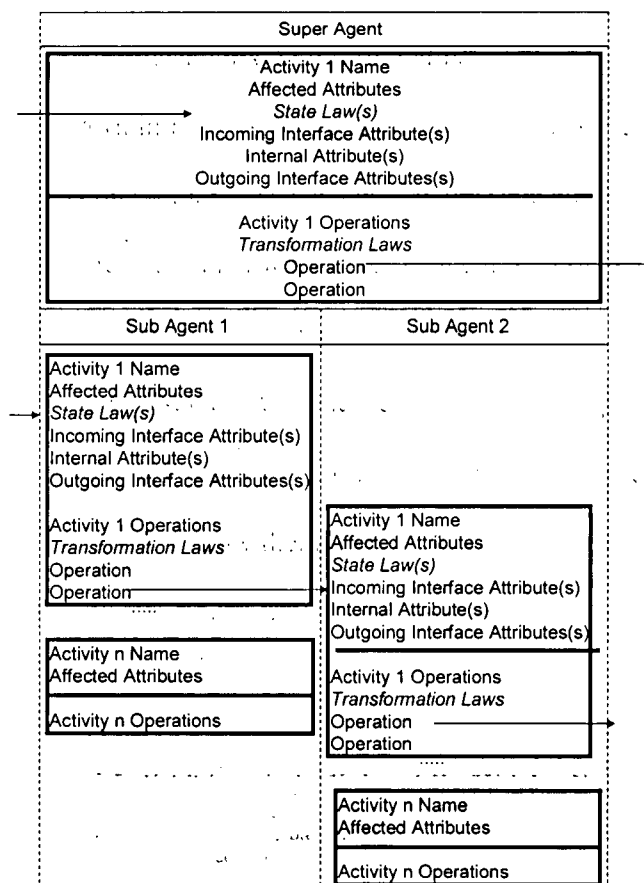 Super Agent
Activity 1 Name
Affected Attributes
State Law(s)
Incoming Interface Attribute(s)
Internal Attribute(s)
Outgoing Interface Attributes(s)
Activity 1 Operations
Transformation Laws
Operation
Operation
Sub Agent 1
Sub Agent 2
Activity 1 Name
Affected Attributes
State Law(s)
Incoming Interface Attribute(s)
Internal Attribute(s)
Outgoing Interface Attributes(s)
Activity 1 Operations
Transformation Laws
Operation
Operation
.....
Activity n Name
Affected Attributes
Activity n Operations
Activity 1 Name
Affected Attributes
State Law(s)
Incoming Interface Attribute(s)
Internal Attribute(s)
Outgoing Interface Attributes(s)
Activity 1 Operations
Transformation Laws
Operation
Operation
.....
Activity n Name
Affected Attributes
Activity n Operations